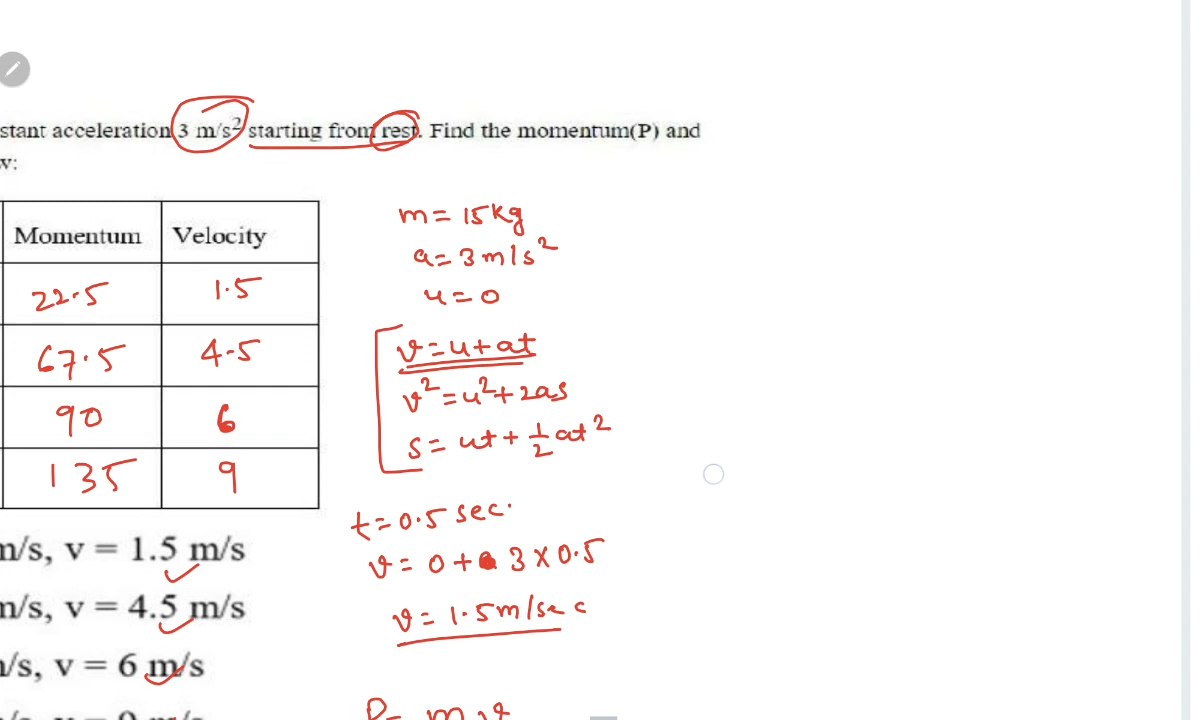 stant acceleration 3 m/s² starting from rest. Find the momentum(P) and
v:
Momentum Velocity
22.5 1.5
67.5 4.5
90 6
135 9
m = 15kg
a = 3 m/s²
u = 0
v = u + at
v² = u² + 2as
s = ut + ½ at²
t = 0.5 sec.
v = 0 + 3 × 0.5
v = 1.5 m/sec
m/s, v = 1.5 m/s
m/s, v = 4.5 m/s
/s, v = 6 m/s